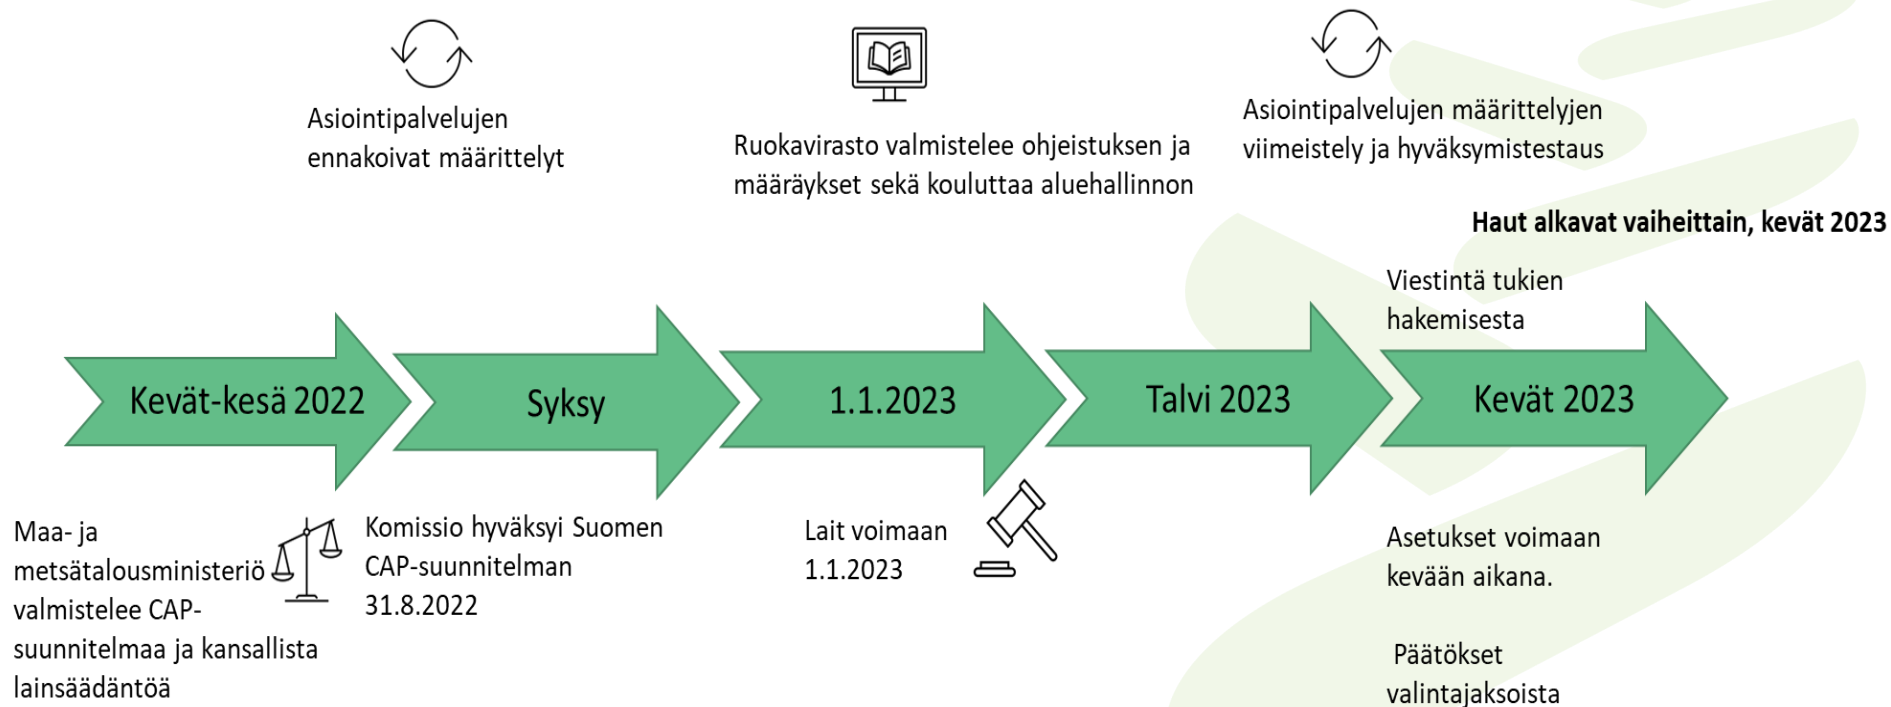 Asiointipalvelujen
ennakoivat määrittelyt
Ruokavirasto valmistelee ohjeistuksen ja
määräykset sekä kouluttaa aluehallinnon
Asiointipalvelujen määrittelyjen
viimeistely ja hyväksymistestaus
Haut alkavat vaiheittain, kevät 2023
Viestintä tukien
hakemisesta
Kevät-kesä 2022
Syksy
1.1.2023
Talvi 2023
Kevät 2023
Maa- ja
metsätalousministeriö
valmistelee CAP-
suunnitelmaa ja kansallista
lainsäädäntöä
Komissio hyväksyi Suomen
CAP-suunnitelman
31.8.2022
Lait voimaan
1.1.2023
Asetukset voimaan
kevään aikana.
Päätökset
valintajaksoista